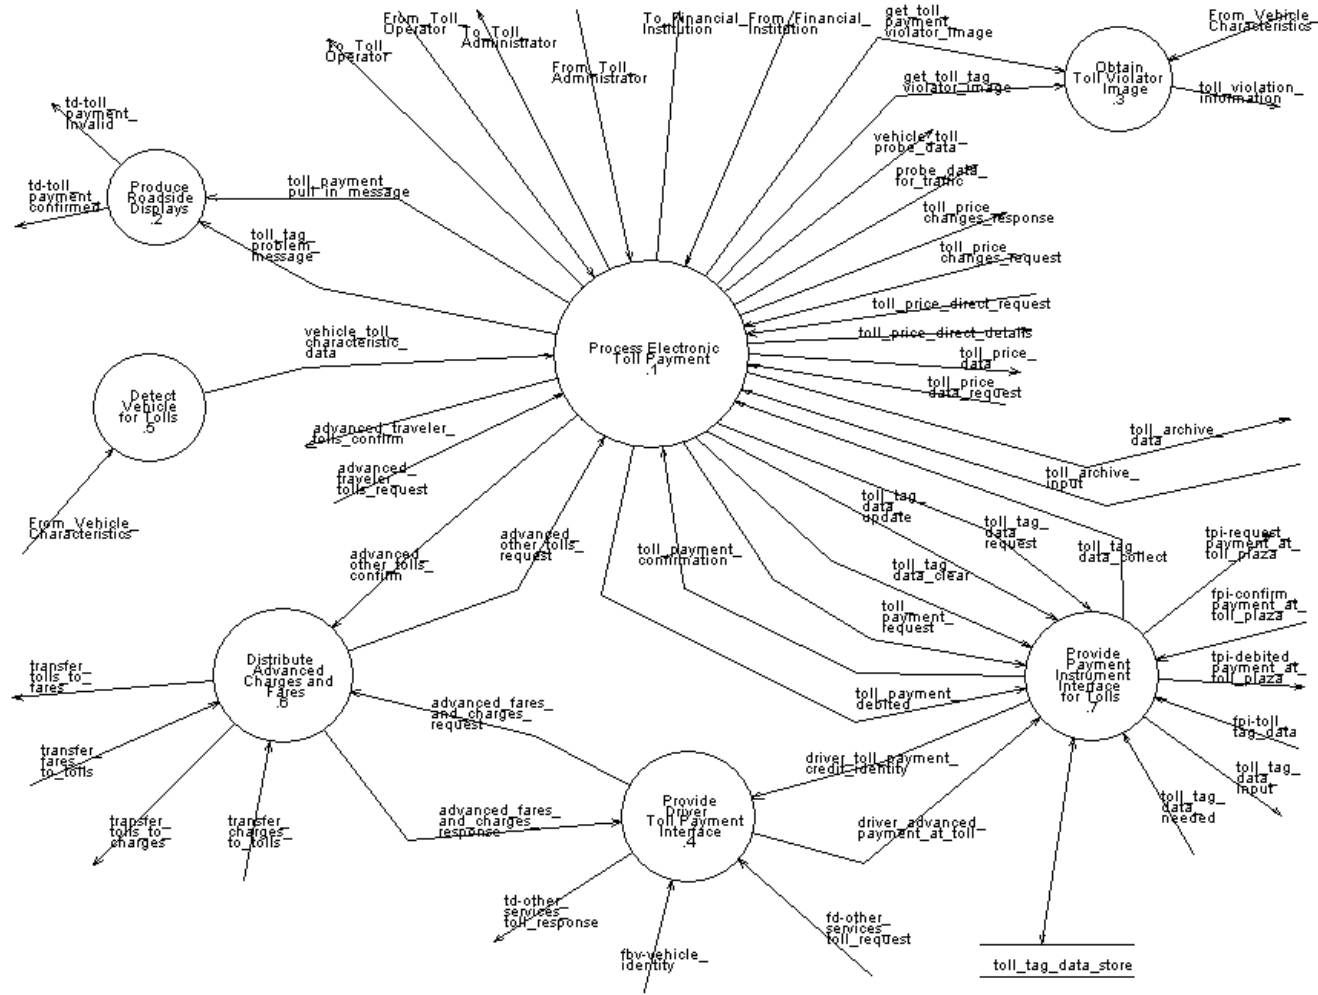 From_Toll_
Operator
To_Toll_
Operator
To_Toll_
Administrator
From_Toll_
Administrator
To_Financial_
Institution
From/Financial_
Institution
get_toll_
payment_
violator_image
get_toll_tag_
violator_image
From_Vehicle_
Characteristics
Obtain
Toll Violator
Image
.3
toll_violation_
information
td-toll_
payment_
invalid
td-toll_
payment_
confirmed
Produce
Roadside
Displays
.2
toll_payment_
pull_in_message
toll_tag_
problem_
message
vehicle_toll_
probe_data
probe_data_
for_traffic
toll_price_
changes_response
toll_price_
changes_request
toll_price_direct_request
toll_price_direct_details
toll_price_
data
toll_price_
data_request
vehicle_toll_
characteristic_
data
Process Electronic
Toll Payment
.1
Detect
Vehicle
for Tolls
.5
From_Vehicle_
Characteristics
advanced_traveler_
tolls_confirm
advanced_
traveler_
tolls_request
toll_archive_
data
toll_archive_
input
advanced_
other_tolls_
confirm
advanced_
other_tolls_
request
toll_payment_
confirmation
toll_tag_
data_
update
toll_tag_
data_
request
toll_tag_
data_collect
toll_tag_
data_clear
toll_
payment_
request
tpi-request_
payment_at_
toll_plaza
fpi-confirm_
payment_at_
toll_plaza
tpi-debited_
payment_at_
toll_plaza
fpi-toll_
tag_data
toll_tag_
data_
input
toll_tag_
data_
needed
Provide
Payment
Instrument
Interface
for Tolls
.7
toll_payment_
debited
Distribute
Advanced
Charges and
Fares
.6
transfer_
tolls_to_
fares
transfer_
fares_
to_tolls
transfer_
tolls_to_
charges
transfer_
charges_
to_tolls
advanced_fares_
and_charges_
request
advanced_fares_
and_charges_
response
driver_toll_payment_
credit_identity
driver_advanced_
payment_at_toll
Provide
Driver
Toll Payment
Interface
.4
td-other_
services_
toll_response
fbv-vehicle_
identity
fd-other_
services_
toll_request
toll_tag_data_store